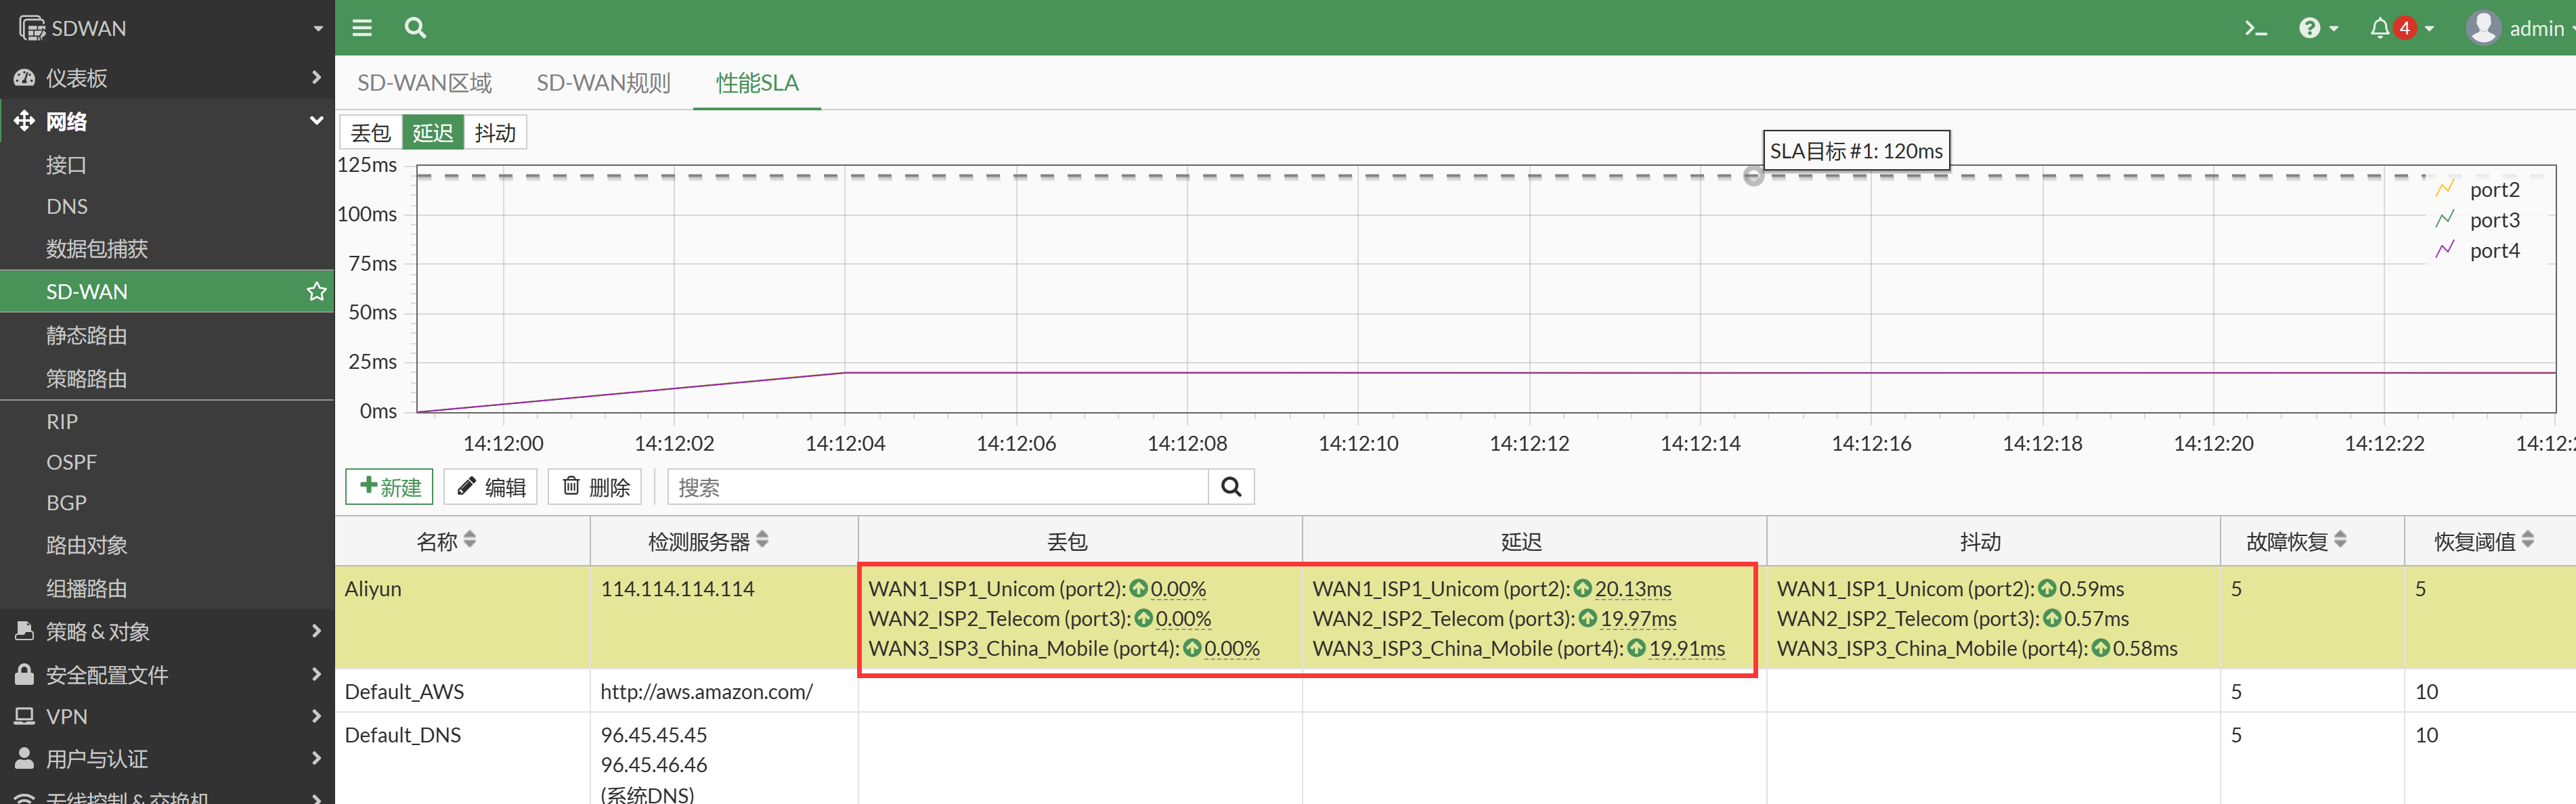 SDWAN
4
admin
仪表板
网络
接口
DNS
数据包捕获
SD-WAN
静态路由
策略路由
RIP
OSPF
BGP
路由对象
组播路由
策略 & 对象
安全配置文件
VPN
用户与认证
无线控制 & 交换机
SD-WAN区域 SD-WAN规则 性能SLA
丢包 延迟 抖动
SLA目标 #1: 120ms
125ms
100ms
75ms
50ms
25ms
0ms
port2
port3
port4
14:12:00 14:12:02 14:12:04 14:12:06 14:12:08 14:12:10 14:12:12 14:12:14 14:12:16 14:12:18 14:12:20 14:12:22 14:12:2
新建 编辑 删除 搜索
名称 检测服务器 丢包 延迟 抖动 故障恢复 恢复阈值
Aliyun 114.114.114.114 WAN1_ISP1_Unicom (port2): 0.00% WAN1_ISP1_Unicom (port2): 20.13ms WAN1_ISP1_Unicom (port2): 0.59ms 5 5
WAN2_ISP2_Telecom (port3): 0.00% WAN2_ISP2_Telecom (port3): 19.97ms WAN2_ISP2_Telecom (port3): 0.57ms
WAN3_ISP3_China_Mobile (port4): 0.00% WAN3_ISP3_China_Mobile (port4): 19.91ms WAN3_ISP3_China_Mobile (port4): 0.58ms
Default_AWS http://aws.amazon.com/ 5 10
Default_DNS 96.45.45.45 5 10
96.45.46.46
(系统DNS)